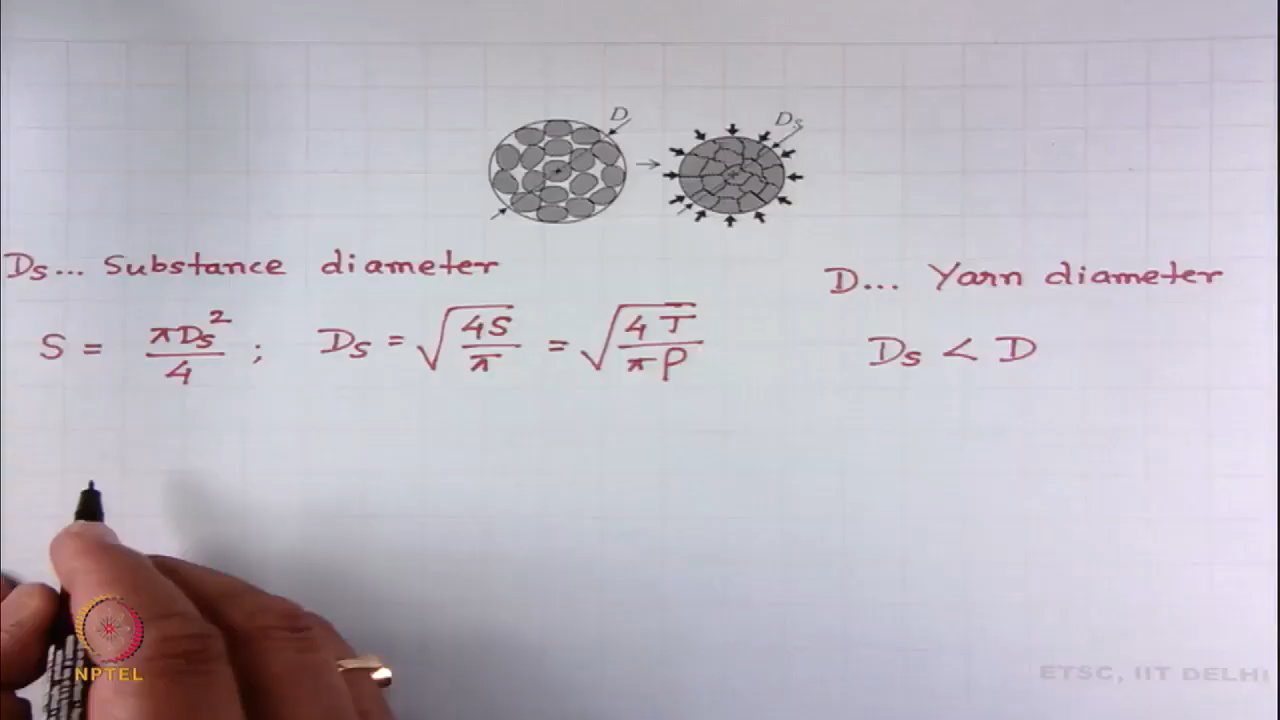 D
Ds
Ds... Substance diameter
D... Yarn diameter
S = πDs²/4 ; Ds = √(4S/π) = √(4T/πρ)
Ds < D
NPTEL
ETSC, IIT DELHI